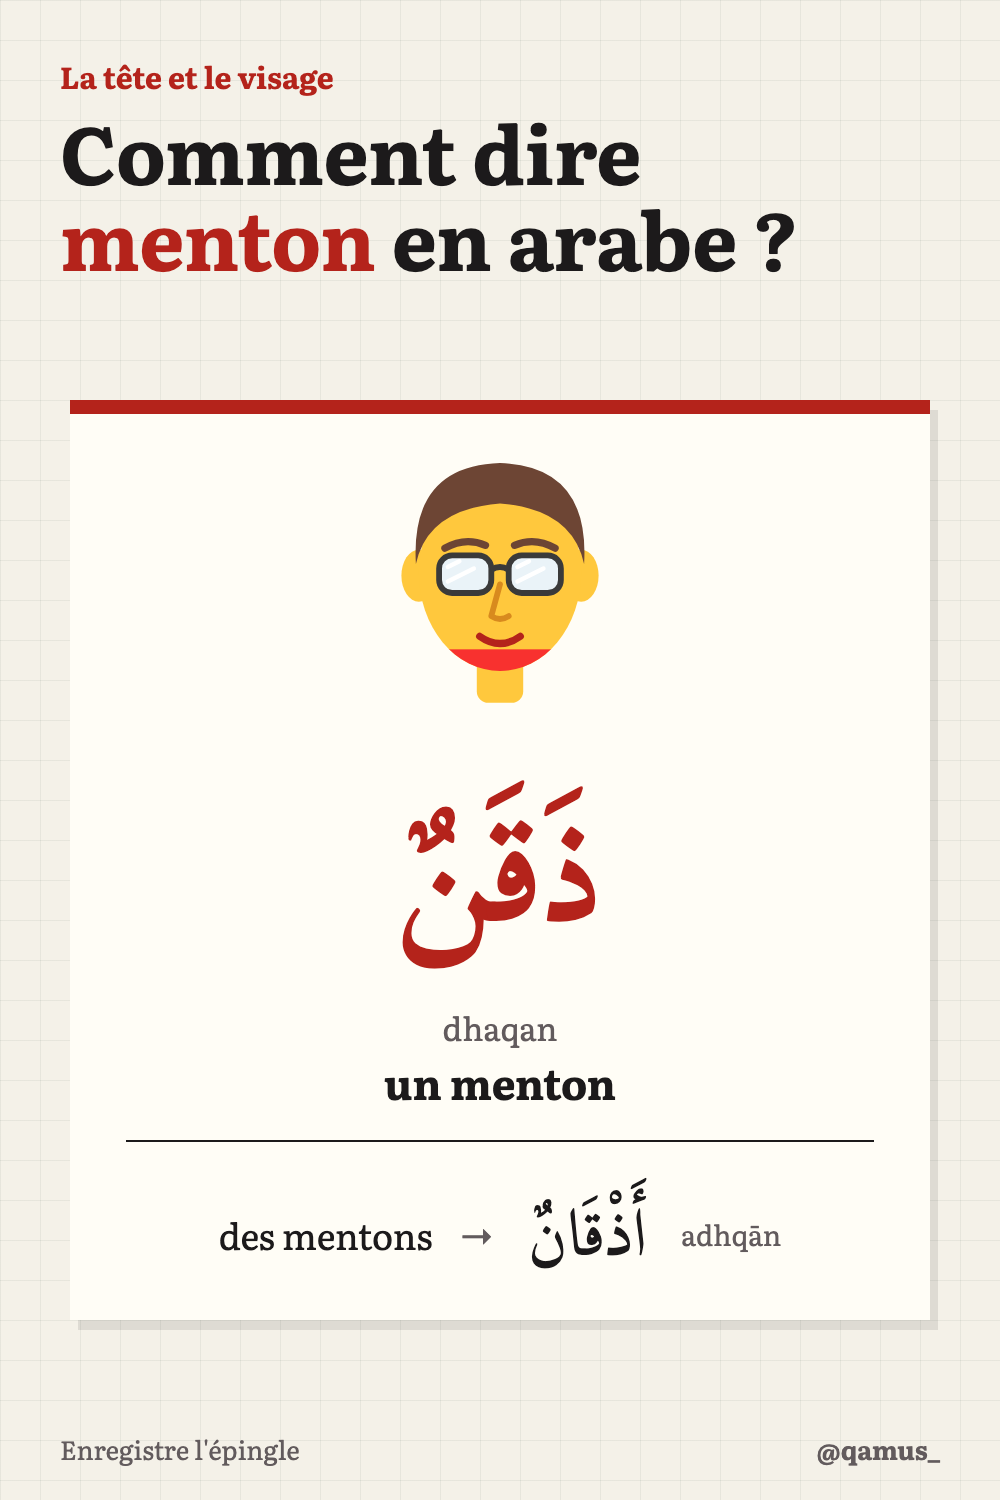 La tête et le visage
Comment dire
menton en arabe ?
ذَقَنٌ
dhaqan
un menton
des mentons → أَذْقَانٌ adhqān
Enregistre l'épingle
@qamus_